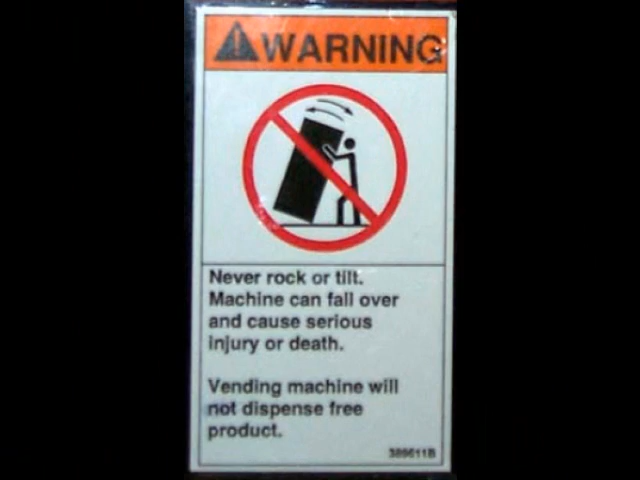 WARNING
Never rock or tilt.
Machine can fall over
and cause serious
injury or death.
Vending machine will
not dispense free
product.
389611B